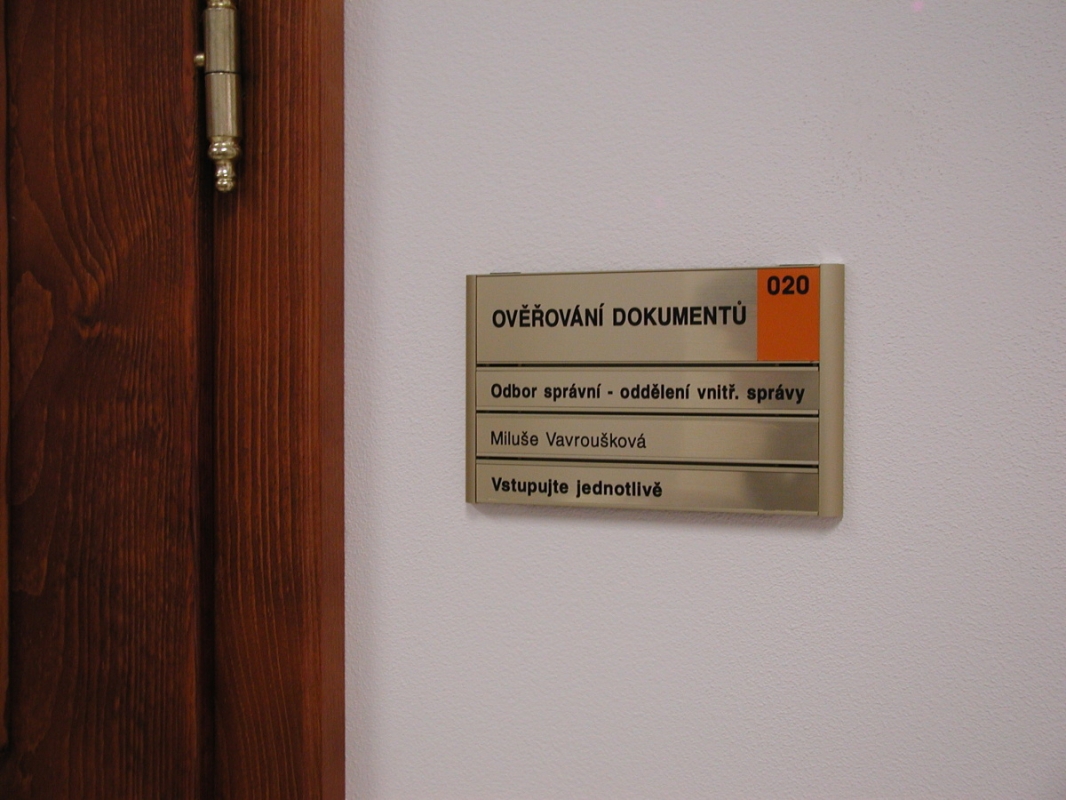 020
OVĚŘOVÁNÍ DOKUMENTŮ
Odbor správní - oddělení vnitř. správy
Miluše Vavroušková
Vstupujte jednotlivě